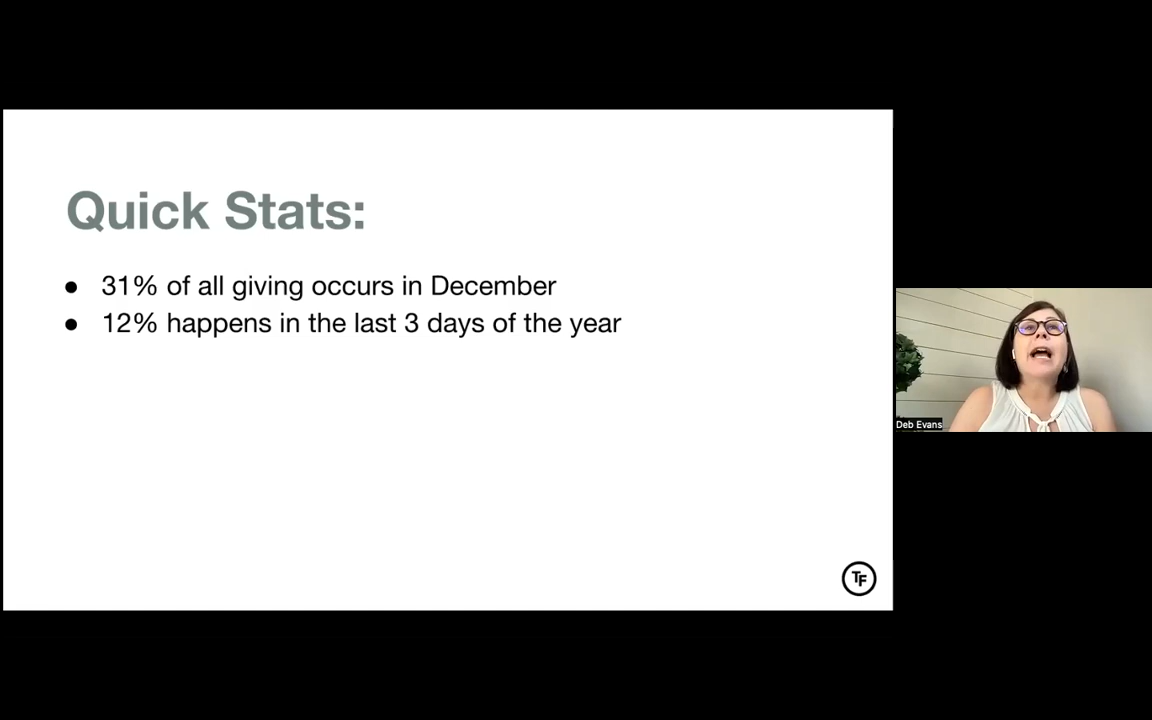 Quick Stats:
● 31% of all giving occurs in December
● 12% happens in the last 3 days of the year
Deb Evans
TF